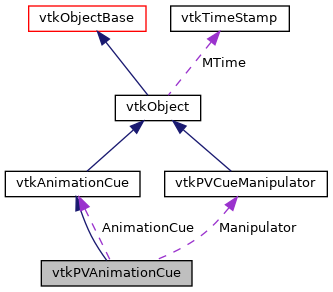 vtkObjectBase
vtkTimeStamp
MTime
vtkObject
vtkAnimationCue
vtkPVCueManipulator
AnimationCue
Manipulator
vtkPVAnimationCue